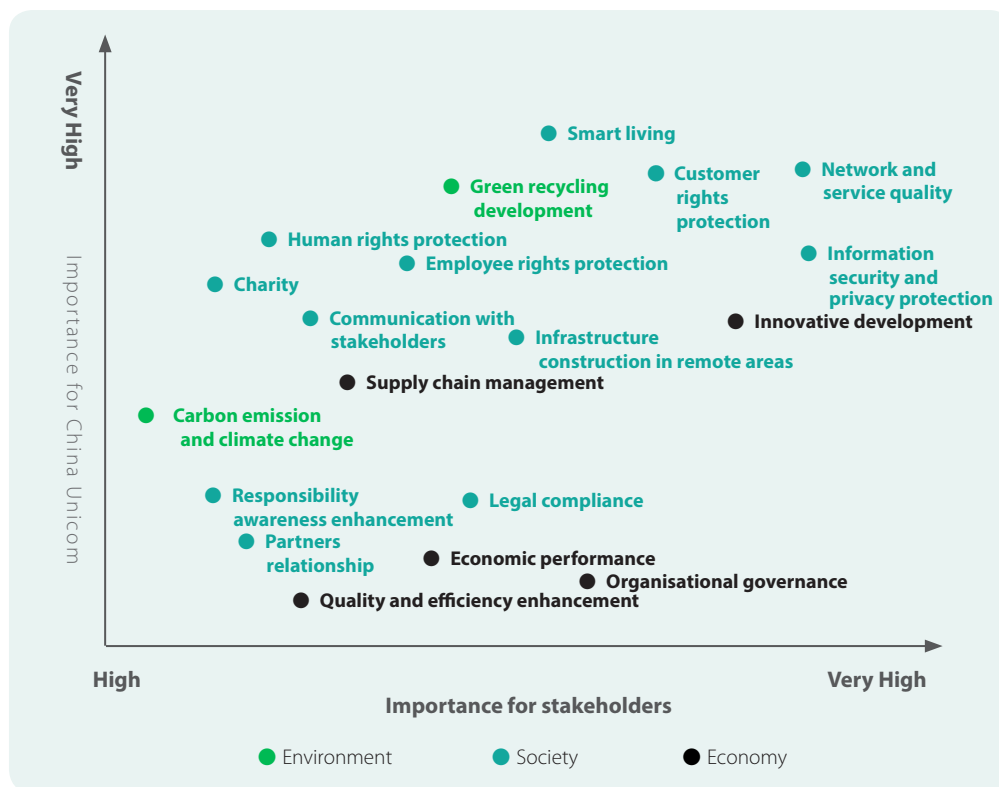 Very High
Importance for China Unicom
Smart living
Green recycling
development
Customer
rights
protection
Network and
service quality
Human rights protection
Employee rights protection
Information
security and
privacy protection
Charity
Communication with
stakeholders
Infrastructure
construction in remote areas
Innovative development
Supply chain management
Carbon emission
and climate change
Responsibility
awareness enhancement
Legal compliance
Partners
relationship
Economic performance
Organisational governance
Quality and efficiency enhancement
High
Very High
Importance for stakeholders
Environment
Society
Economy